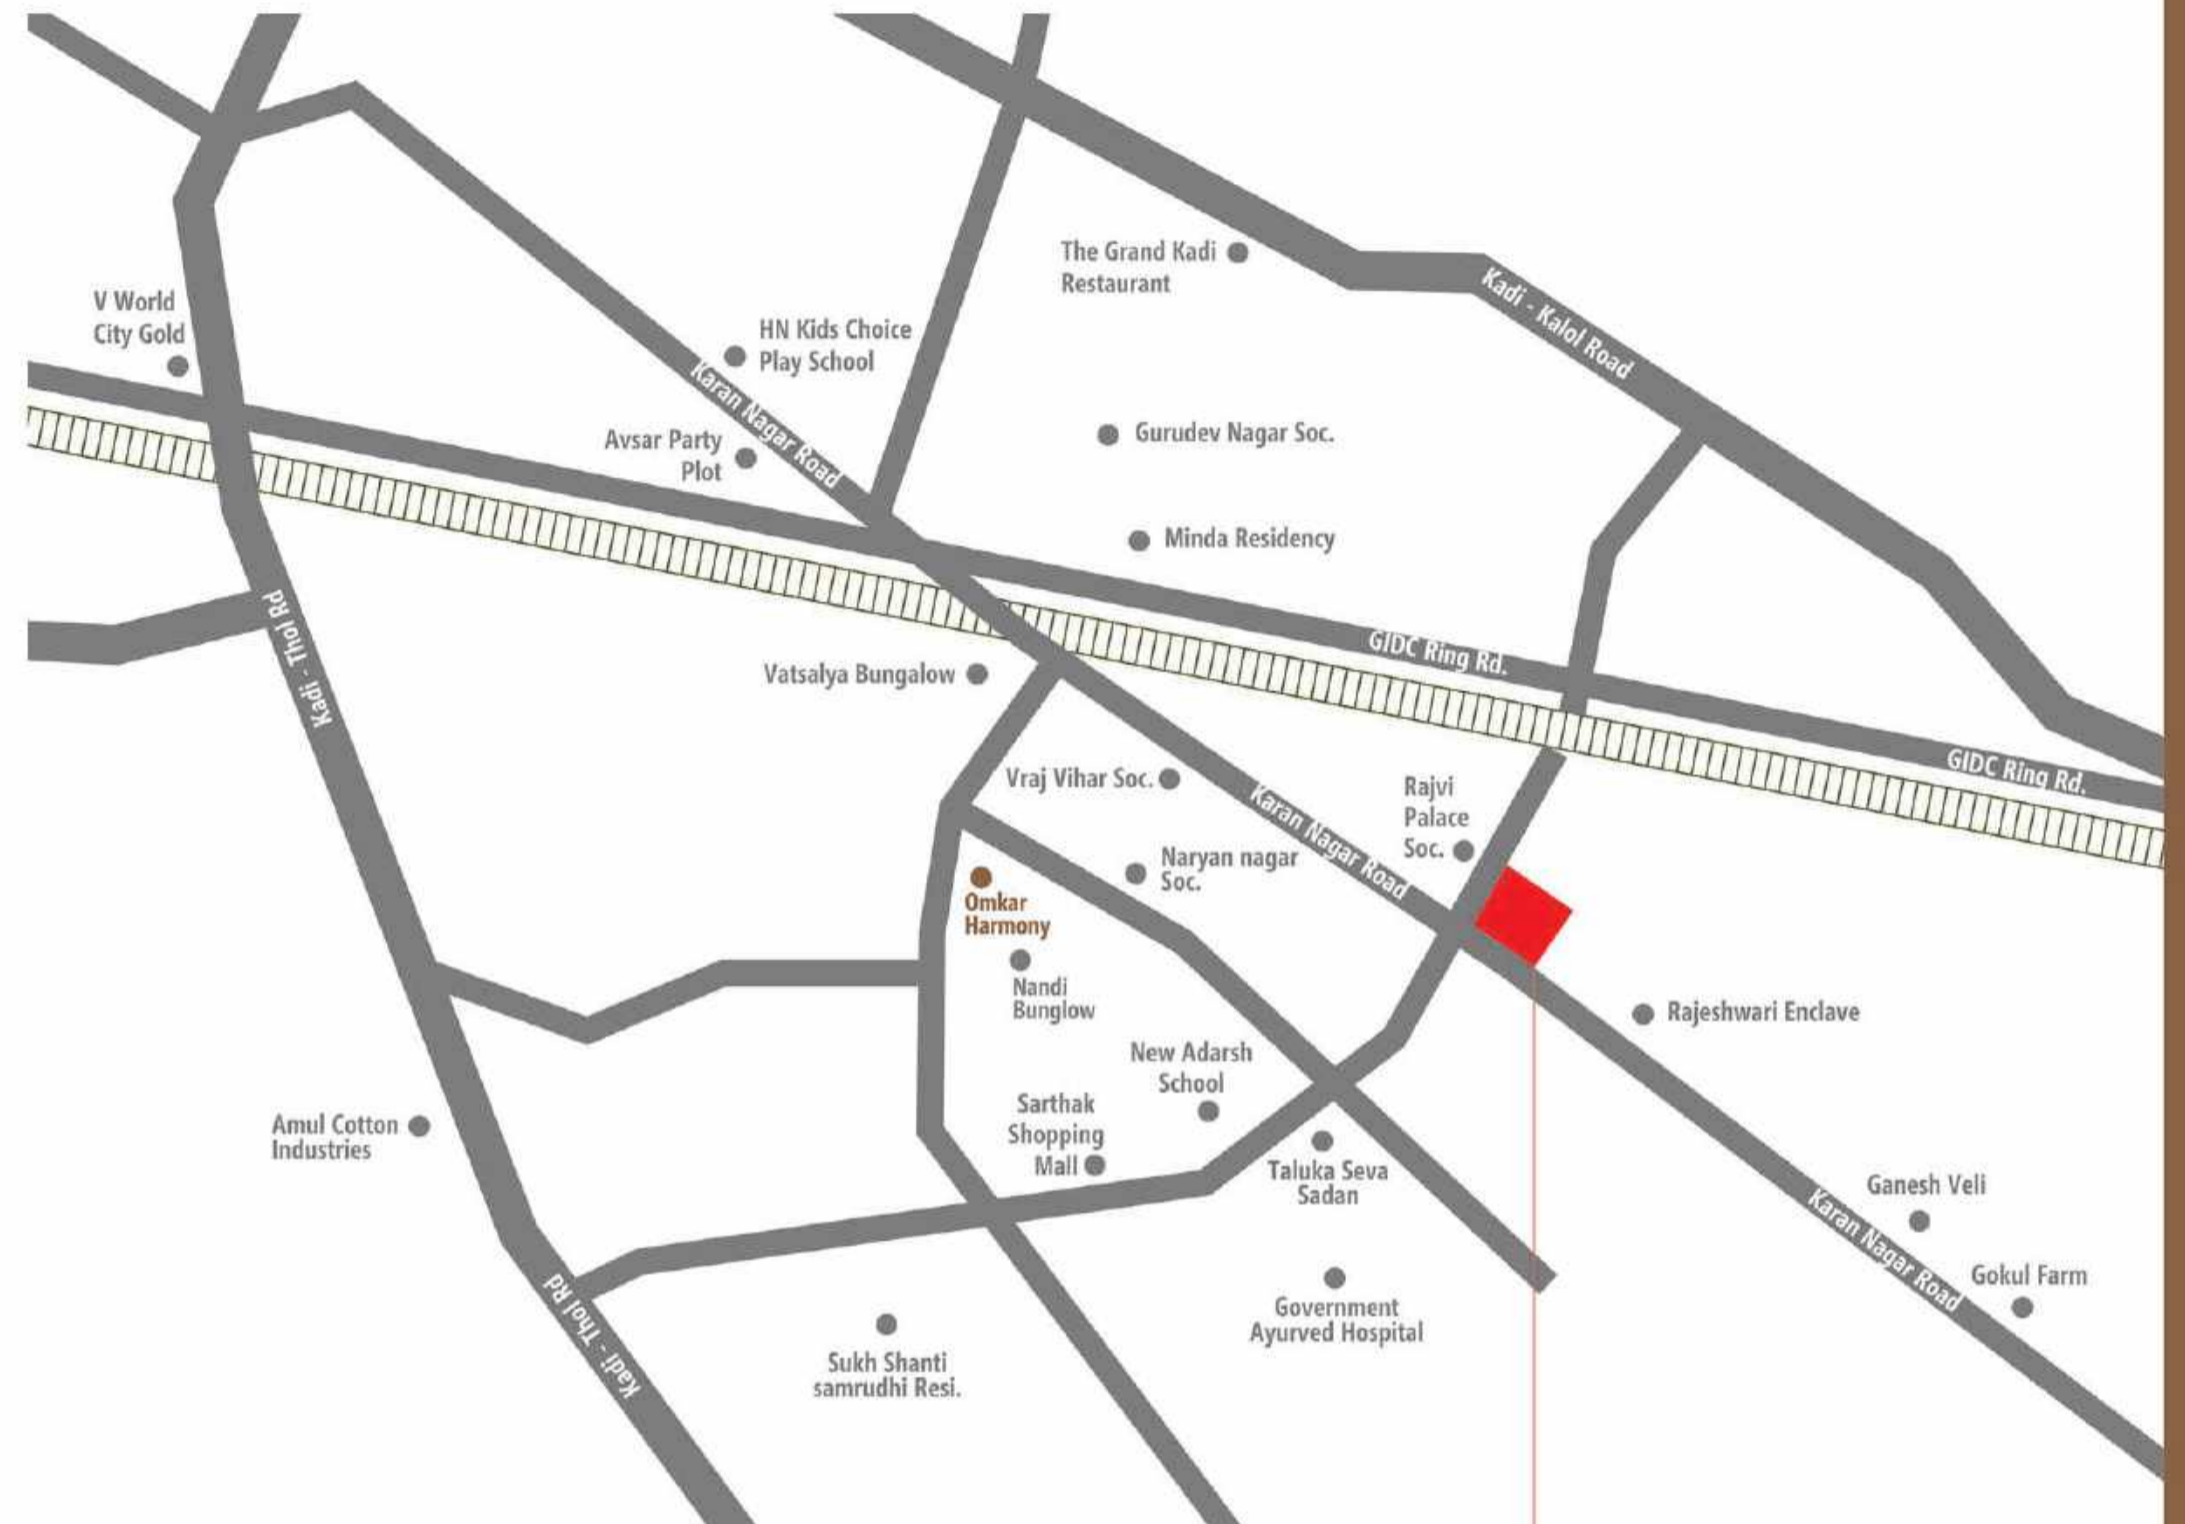 The Grand Kadi
Restaurant
Kadi - Kalol Road
V World
City Gold
HN Kids Choice
Play School
Karan Nagar Road
Avsar Party
Plot
Gurudev Nagar Soc.
Minda Residency
Kadi - Thol Rd
GIDC Ring Rd.
Vatsalya Bungalow
GIDC Ring Rd.
Vraj Vihar Soc.
Karan Nagar Road
Rajvi
Palace
Soc.
Naryan nagar
Soc.
Omkar
Harmony
Nandi
Bunglow
Rajeshwari Enclave
New Adarsh
School
Sarthak
Shopping
Mall
Amul Cotton
Industries
Taluka Seva
Sadan
Ganesh Veli
Karan Nagar Road
Gokul Farm
Kadi - Thol Rd
Government
Ayurved Hospital
Sukh Shanti
samrudhi Resi.